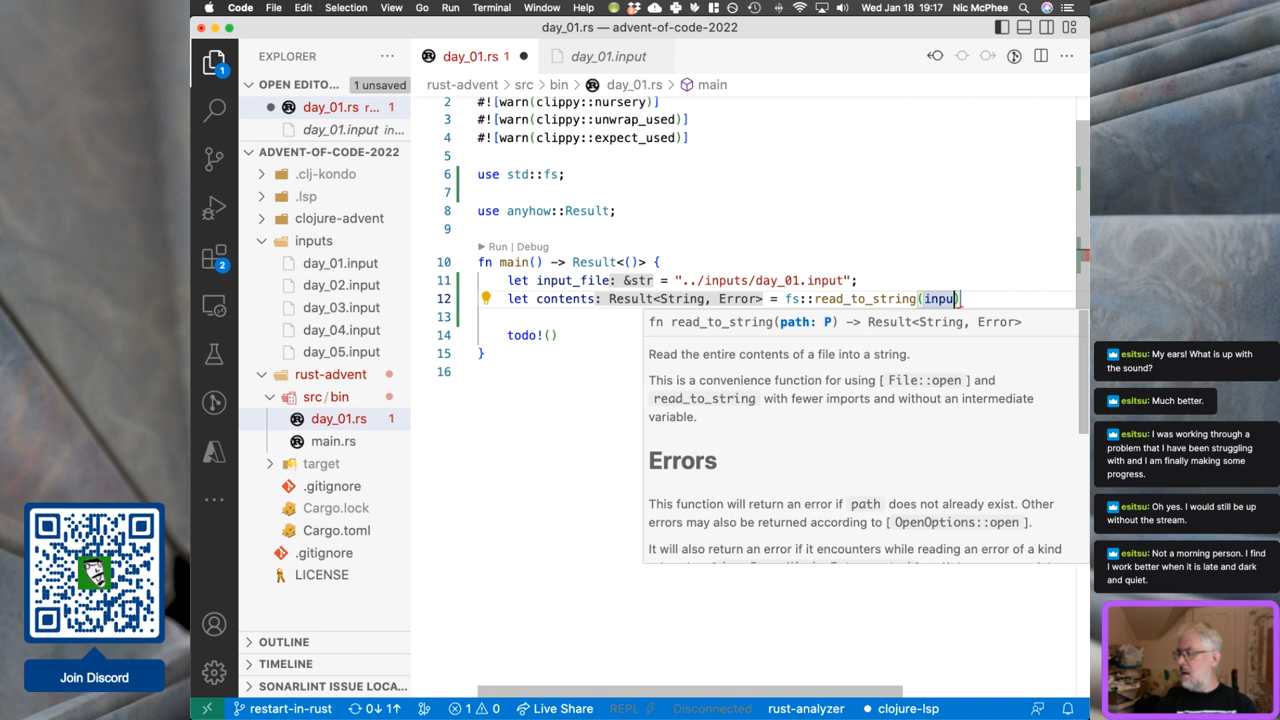 Code File Edit Selection View Go Run Terminal Window Help Wed Jan 18 19:17 Nic McPhee
day_01.rs — advent-of-code-2022
EXPLORER
day_01.rs 1
day_01.input
OPEN EDITO... 1 unsaved
day_01.rs r... 1
day_01.input in...
ADVENT-OF-CODE-2022
.clj-kondo
.lsp
clojure-advent
inputs
day_01.input
day_02.input
day_03.input
day_04.input
day_05.input
rust-advent
src/bin
day_01.rs 1
main.rs
target
.gitignore
Cargo.lock
Cargo.toml
.gitignore
LICENSE
OUTLINE
TIMELINE
SONARLINT ISSUE LOCA...
1
2
rust-advent > src > bin > day_01.rs > main
2 #![warn(clippy::nursery)]
3 #![warn(clippy::unwrap_used)]
4 #![warn(clippy::expect_used)]
5
6 use std::fs;
7
8 use anyhow::Result;
9
Run | Debug
10 fn main() -> Result<()> {
11 let input_file: &str = "../inputs/day_01.input";
12 let contents: Result<String, Error> = fs::read_to_string(inpu)
13
14 todo!()
15 }
16
fn read_to_string(path: P) -> Result<String, Error>
Read the entire contents of a file into a string.
This is a convenience function for using [ File::open ] and
read_to_string with fewer imports and without an intermediate
variable.
Errors
This function will return an error if path does not already exist. Other
errors may also be returned according to [ OpenOptions::open ].
It will also return an error if it encounters while reading an error of a kind
restart-in-rust 0↓ 1↑ 1 0 Live Share REPL Disconnected rust-analyzer clojure-lsp
Join Discord
esitsu: My ears! What is up with
the sound?
esitsu: Much better.
esitsu: I was working through a
problem that I have been struggling
with and I am finally making some
progress.
esitsu: Oh yes. I would still be up
without the stream.
esitsu: Not a morning person. I find
I work better when it is late and dark
and quiet.